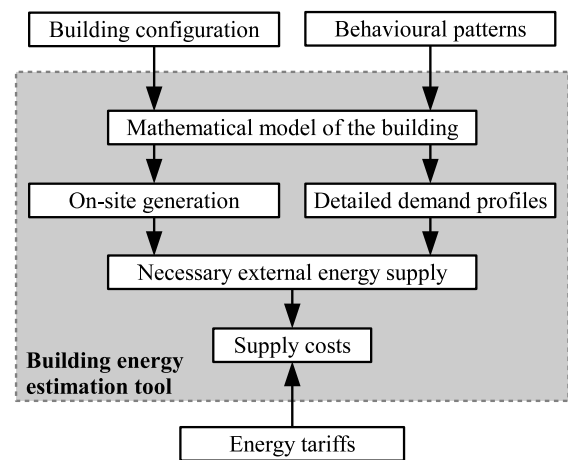 Building configuration
Behavioural patterns
Mathematical model of the building
On-site generation
Detailed demand profiles
Necessary external energy supply
Supply costs
Building energy
estimation tool
Energy tariffs